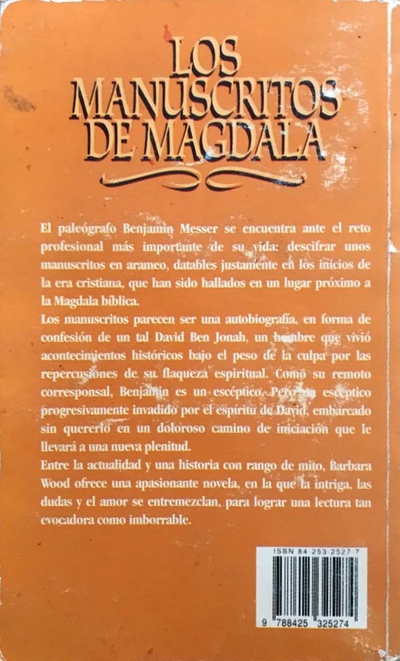 LOS
MANUSCRITOS
DE MAGDALA
El paleógrafo Benjamin Messer se encuentra ante el reto
profesional más importante de su vida: descifrar unos
manuscritos en arameo, datables justamente en los inicios de
la era cristiana, que han sido hallados en un lugar próximo a
la Magdala bíblica.
Los manuscritos parecen ser una autobiografía, en forma de
confesión de un tal David Ben Jonah, un hombre que vivió
acontecimientos históricos bajo el peso de la culpa por las
repercusiones de su flaqueza espiritual. Como su remoto
corresponsal, Benjamin es un escéptico. Pero un escéptico
progresivamente invadido por el espíritu de David, embarcado
sin quererlo en un doloroso camino de iniciación que le
llevará a una nueva plenitud.
Entre la actualidad y una historia con rango de mito, Barbara
Wood ofrece una apasionante novela, en la que la intriga, las
dudas y el amor se entremezclan, para lograr una lectura tan
evocadora como imborrable.
ISBN 84-253-2527-7
9 788425 325274